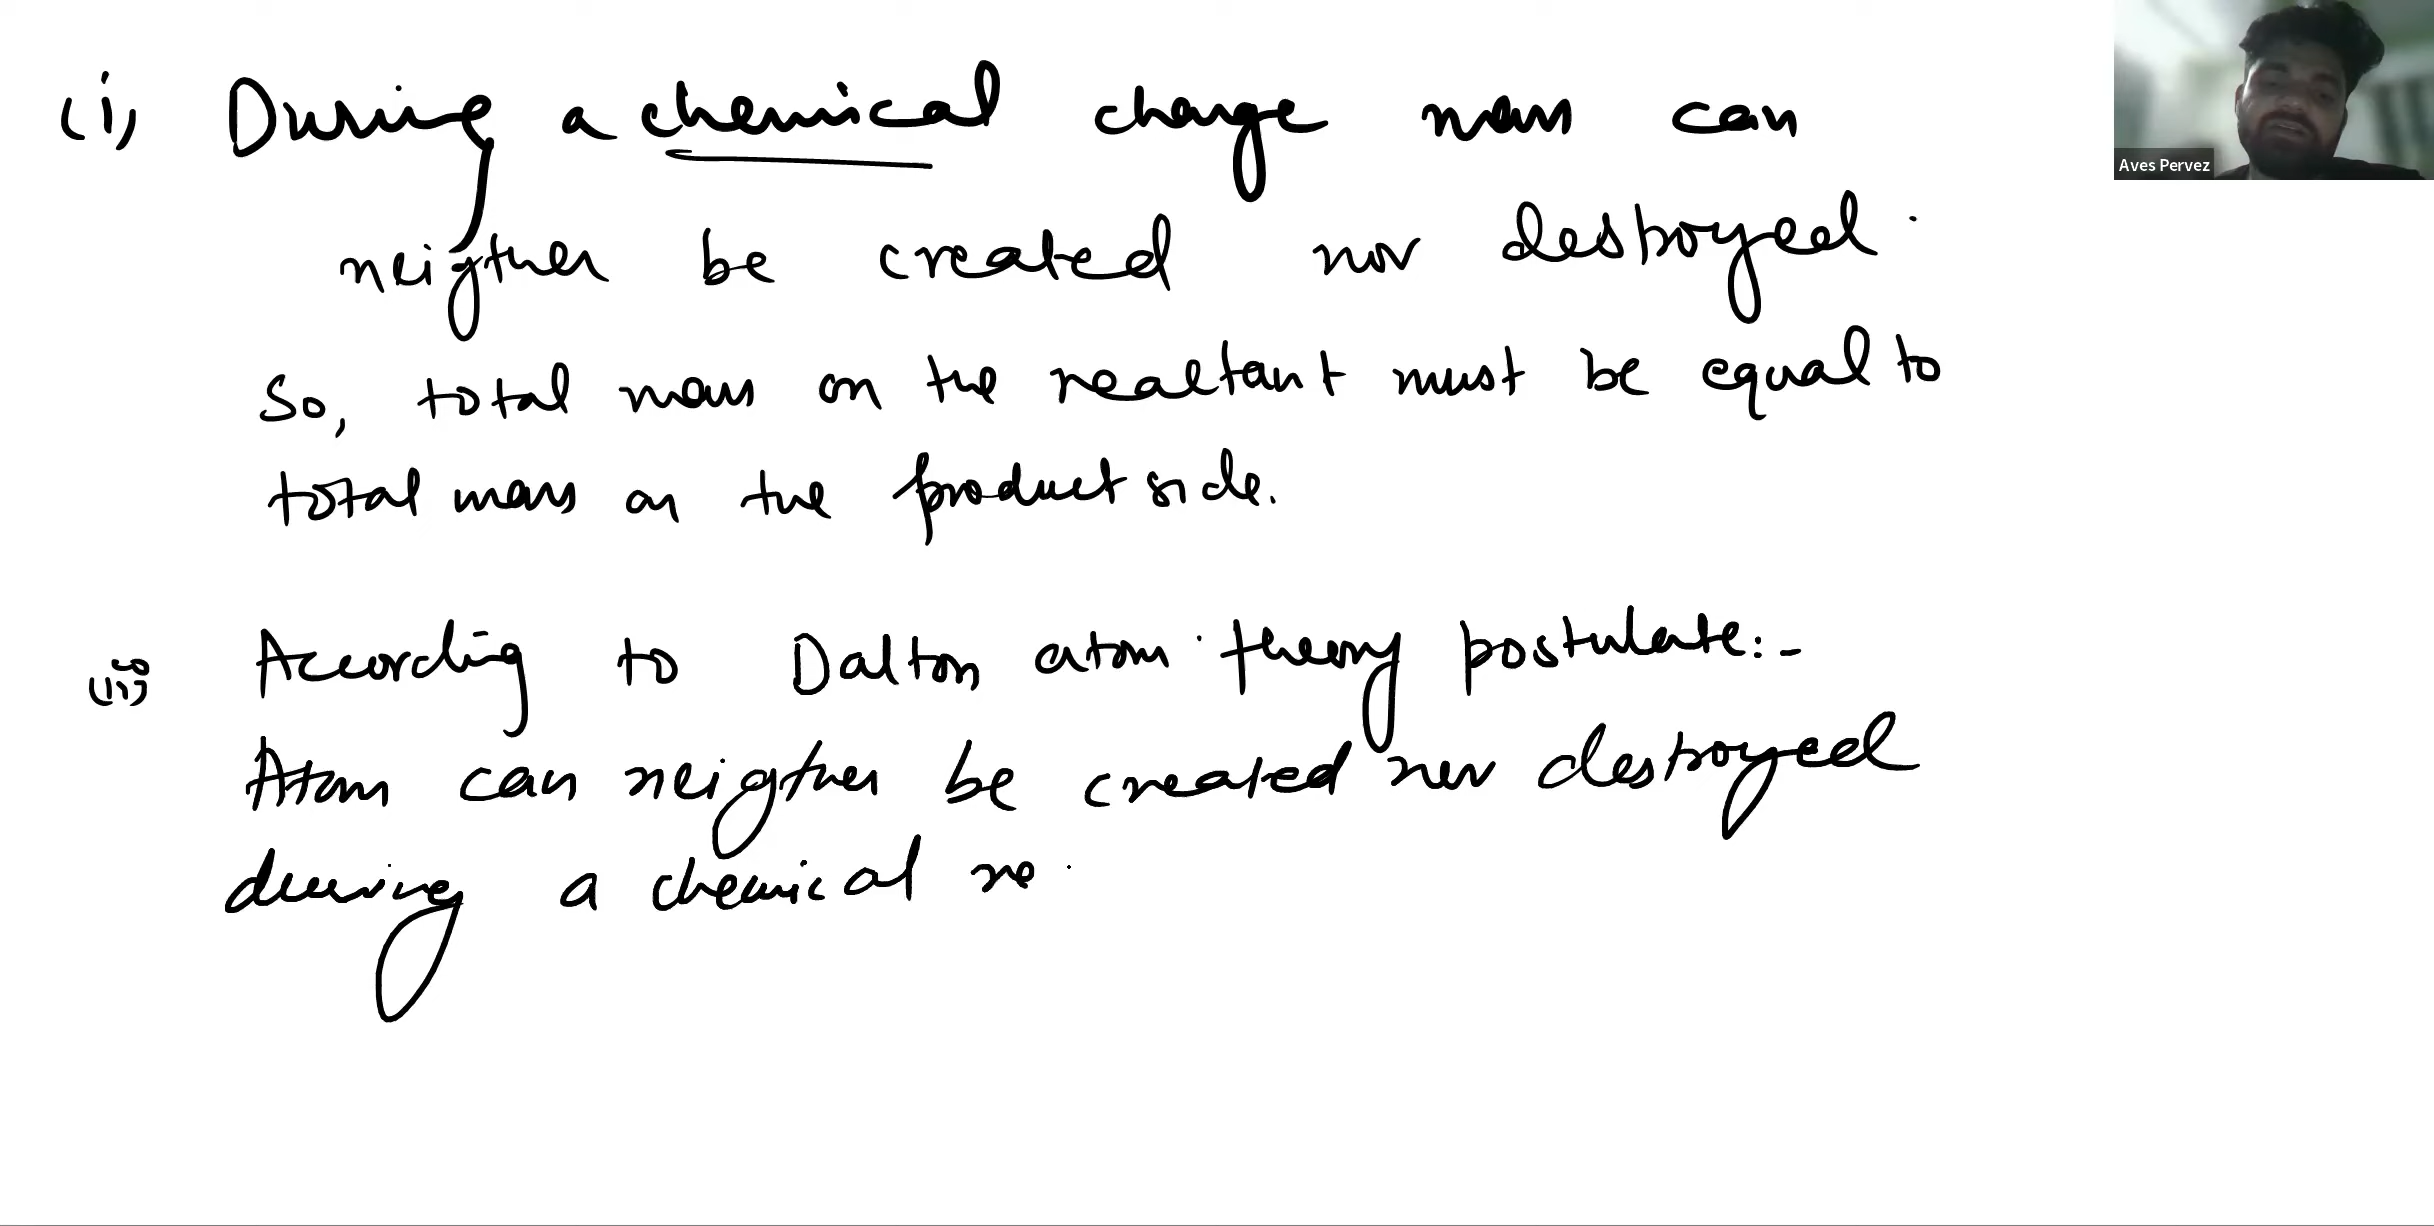 (i) During a chemical change mass can
neigther be created nor destroyed.
So, total mass on the reactant must be equal to
total mass on the product side.
(ii) According to Dalton atom theory postulate:-
Atom can neigther be created nor destroyed
during a chemical re
Aves Pervez